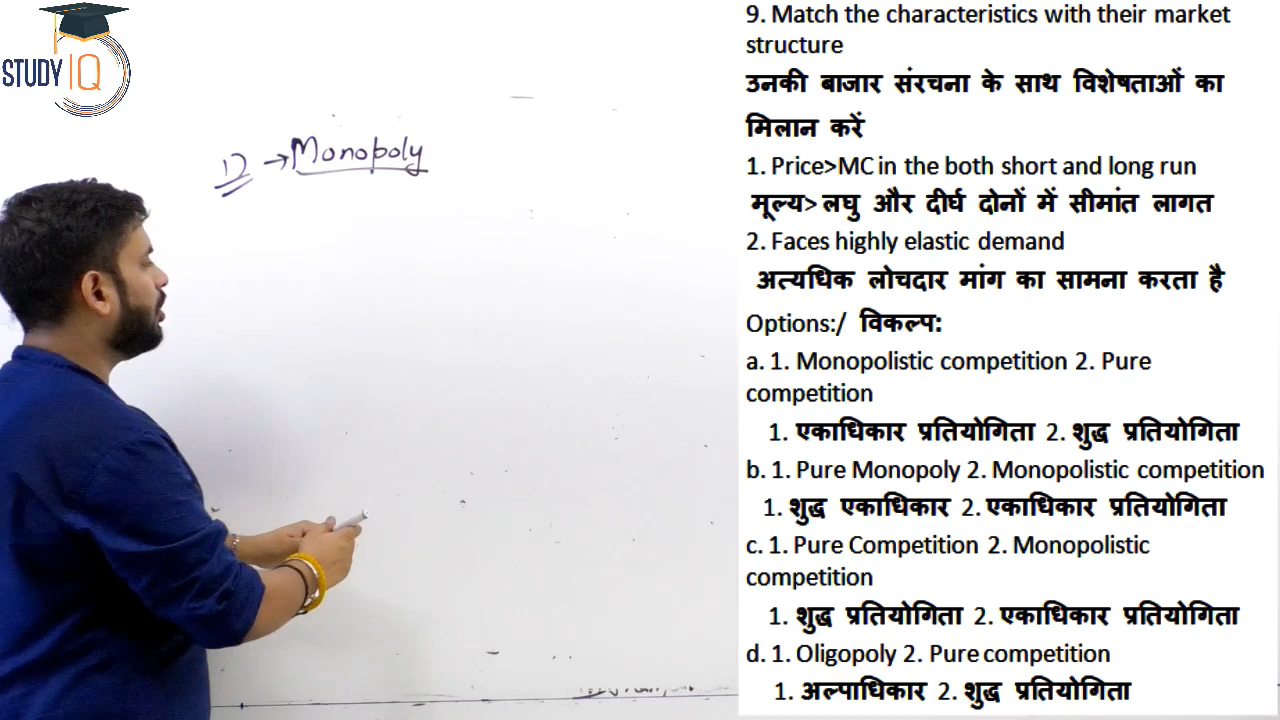 STUDY IQ
1) → Monopoly
9. Match the characteristics with their market
structure
उनकी बाजार संरचना के साथ विशेषताओं का
मिलान करें
1. Price>MC in the both short and long run
मूल्य> लघु और दीर्घ दोनों में सीमांत लागत
2. Faces highly elastic demand
अत्यधिक लोचदार मांग का सामना करता है
Options:/ विकल्प:
a. 1. Monopolistic competition 2. Pure
competition
1. एकाधिकार प्रतियोगिता 2. शुद्ध प्रतियोगिता
b. 1. Pure Monopoly 2. Monopolistic competition
1. शुद्ध एकाधिकार 2. एकाधिकार प्रतियोगिता
c. 1. Pure Competition 2. Monopolistic
competition
1. शुद्ध प्रतियोगिता 2. एकाधिकार प्रतियोगिता
d. 1. Oligopoly 2. Pure competition
1. अल्पाधिकार 2. शुद्ध प्रतियोगिता